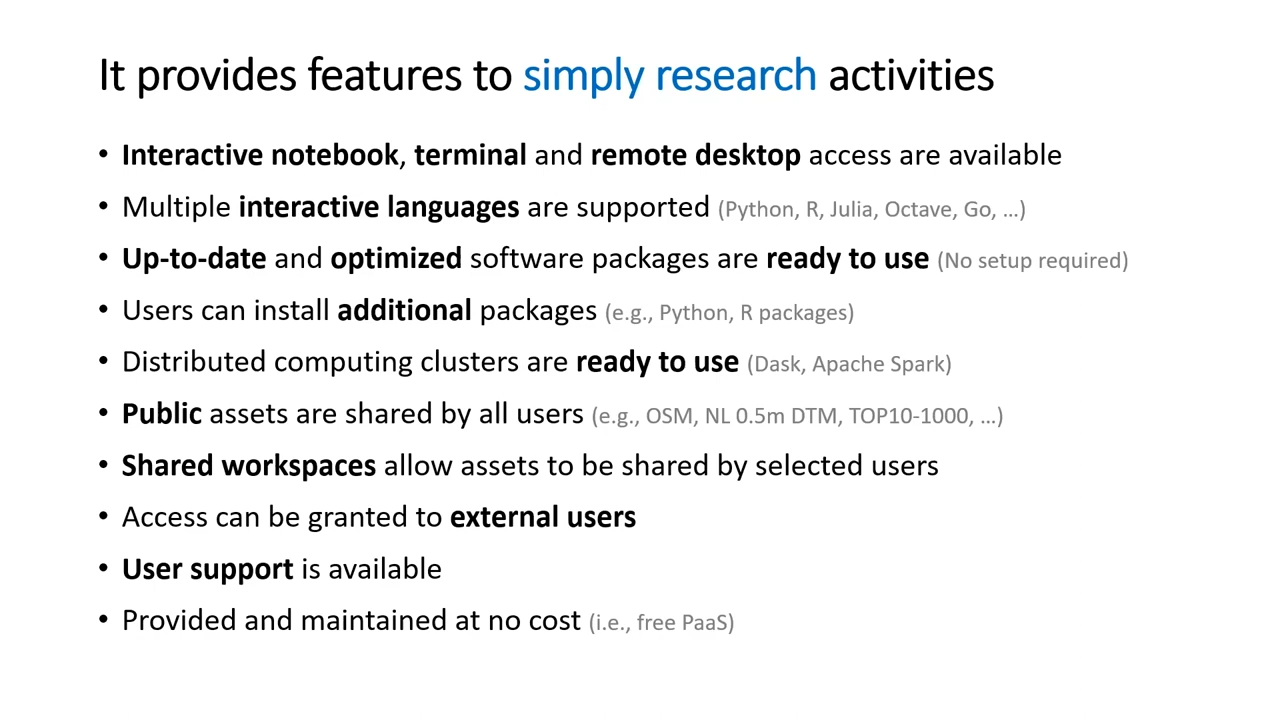 It provides features to simply research activities
• Interactive notebook, terminal and remote desktop access are available
• Multiple interactive languages are supported (Python, R, Julia, Octave, Go, ...)
• Up-to-date and optimized software packages are ready to use (No setup required)
• Users can install additional packages (e.g., Python, R packages)
• Distributed computing clusters are ready to use (Dask, Apache Spark)
• Public assets are shared by all users (e.g., OSM, NL 0.5m DTM, TOP10-1000, ...)
• Shared workspaces allow assets to be shared by selected users
• Access can be granted to external users
• User support is available
• Provided and maintained at no cost (i.e., free PaaS)